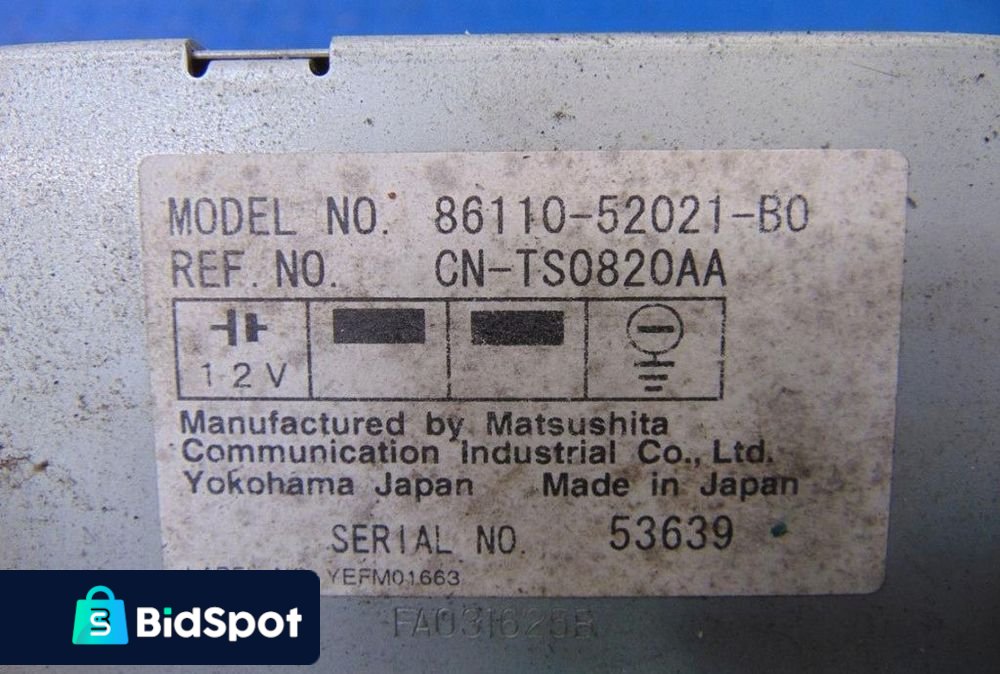 MODEL NO. 86110-52021-B0
REF. NO. CN-TS0820AA
12V
Manufactured by Matsushita
Communication Industrial Co., Ltd.
Yokohama Japan Made in Japan
SERIAL NO. 53639
YEFM01663
FA031625R
BidSpot